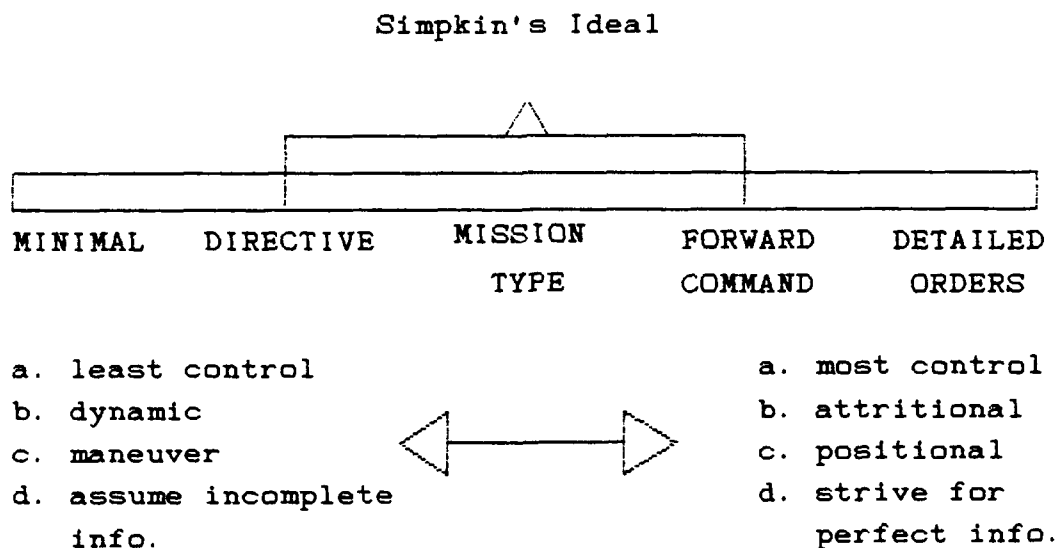 Simpkin's Ideal
MINIMAL DIRECTIVE MISSION TYPE FORWARD COMMAND DETAILED ORDERS
a. least control
b. dynamic
c. maneuver
d. assume incomplete
info.
a. most control
b. attritional
c. positional
d. strive for
perfect info.